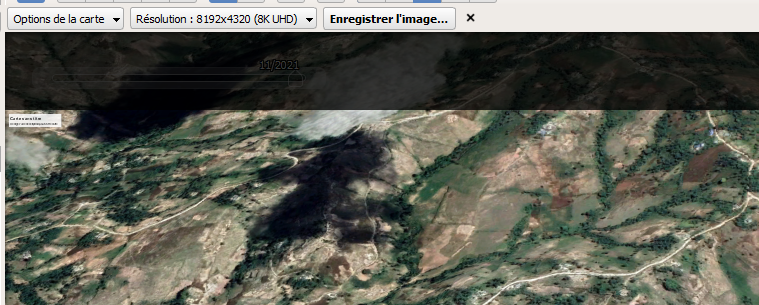 Options de la carte
Résolution : 8192x4320 (8K UHD)
Enregistrer l'image...
11/2021